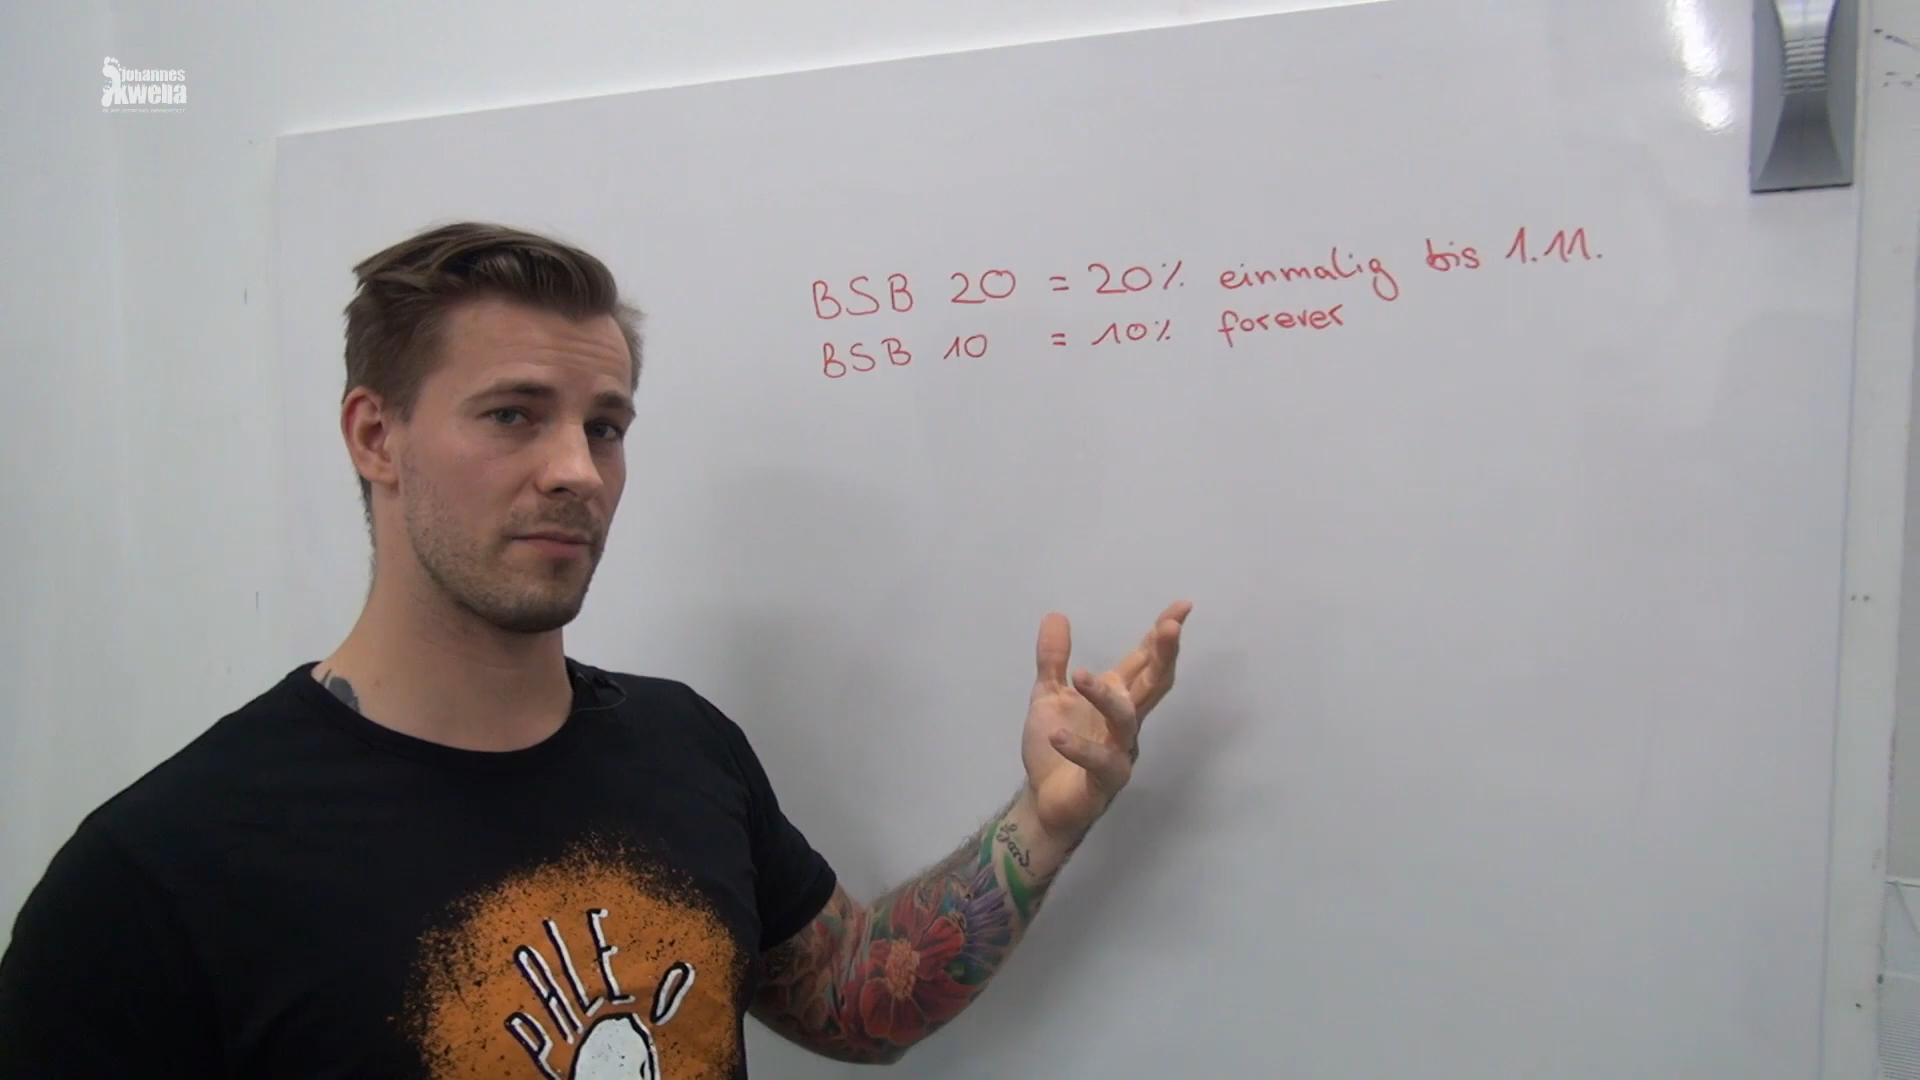 Johannes
kwella
BSB 20 = 20% einmalig bis 1.11.
BSB 10 = 10% forever
PALEO